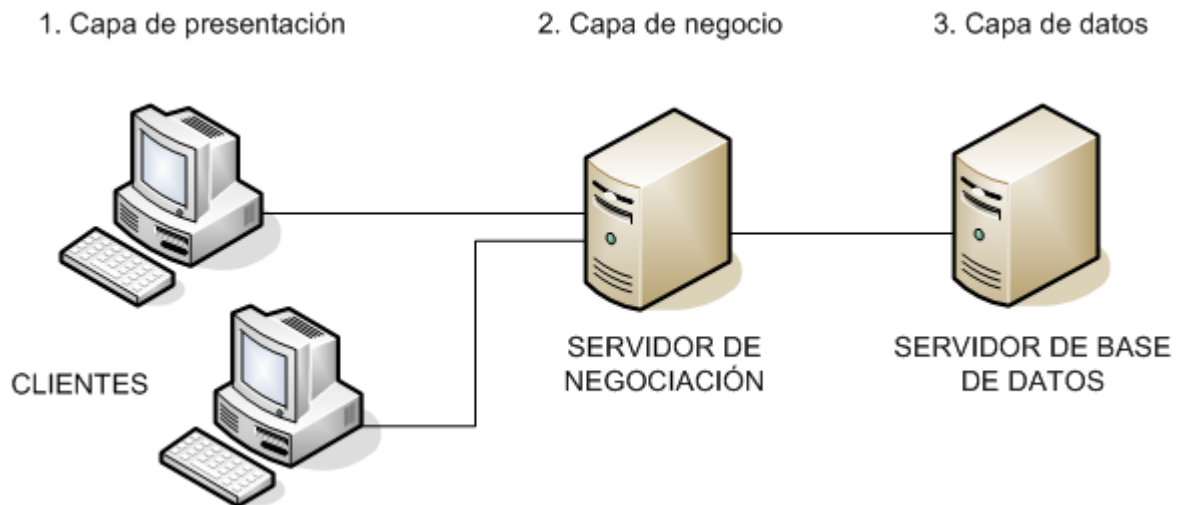 1. Capa de presentación
2. Capa de negocio
3. Capa de datos
CLIENTES
SERVIDOR DE
NEGOCIACIÓN
SERVIDOR DE BASE
DE DATOS